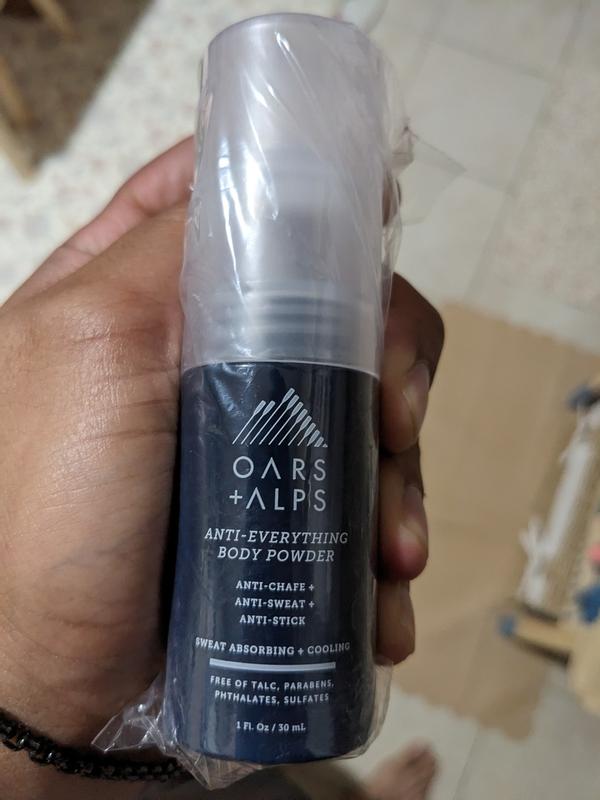 OARS
+ALPS
ANTI-EVERYTHING
BODY POWDER
ANTI-CHAFE +
ANTI-SWEAT +
ANTI-STICK
SWEAT ABSORBING + COOLING
FREE OF TALC, PARABENS,
PHTHALATES, SULFATES
1 Fl. Oz / 30 mL